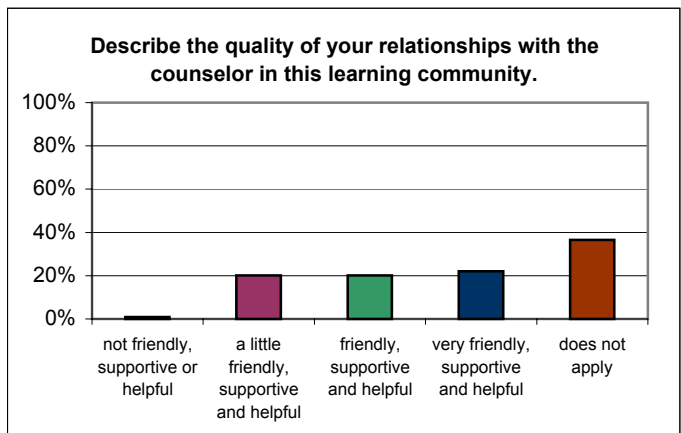 Describe the quality of your relationships with the
counselor in this learning community.
100%
80%
60%
40%
20%
0%
not friendly,
supportive or
helpful
a little
friendly,
supportive
and helpful
friendly,
supportive
and helpful
very friendly,
supportive
and helpful
does not
apply